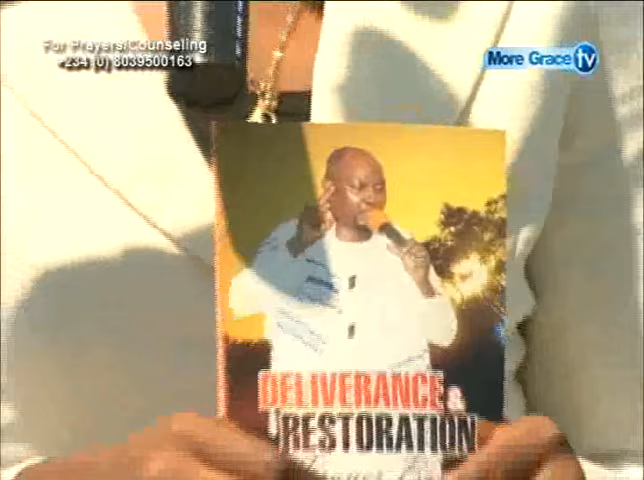 For Prayers/Counseling
+234 (0) 8039500163
More Grace tv
DELIVERANCE &
RESTORATION